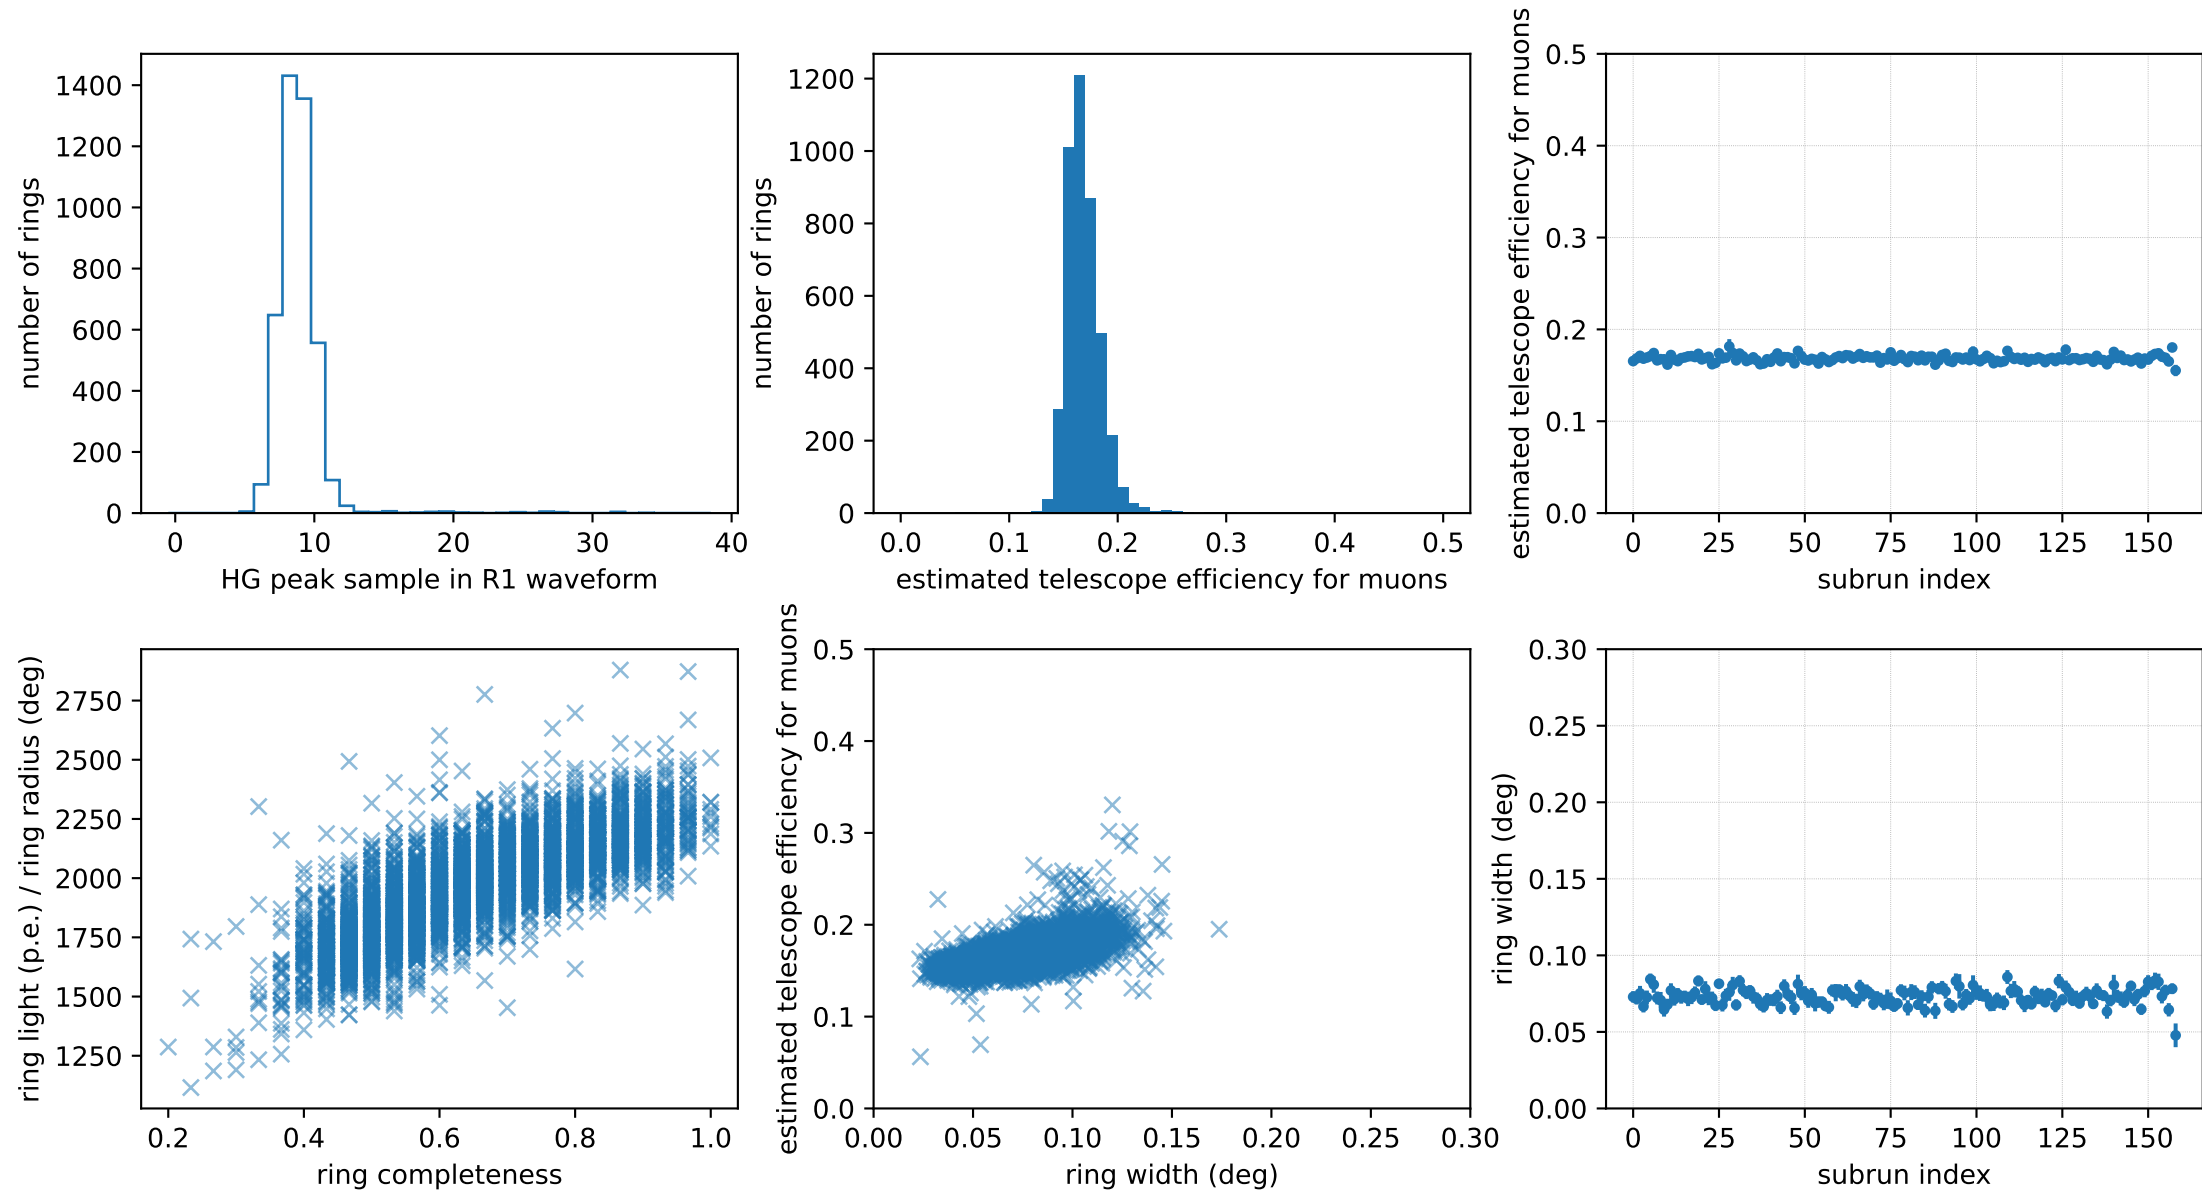 1400
1200
1000
800
600
400
200
0
number of rings
0 10 20 30 40
HG peak sample in R1 waveform
1200
1000
800
600
400
200
0
number of rings
0.0 0.1 0.2 0.3 0.4 0.5
estimated telescope efficiency for muons
0.5
0.4
0.3
0.2
0.1
0.0
estimated telescope efficiency for muons
0 25 50 75 100 125 150
subrun index
2750
2500
2250
2000
1750
1500
1250
ring light (p.e.) / ring radius (deg)
0.2 0.4 0.6 0.8 1.0
ring completeness
0.5
0.4
0.3
0.2
0.1
0.0
estimated telescope efficiency for muons
0.00 0.05 0.10 0.15 0.20 0.25 0.30
ring width (deg)
0.30
0.25
0.20
0.15
0.10
0.05
0.00
ring width (deg)
0 25 50 75 100 125 150
subrun index